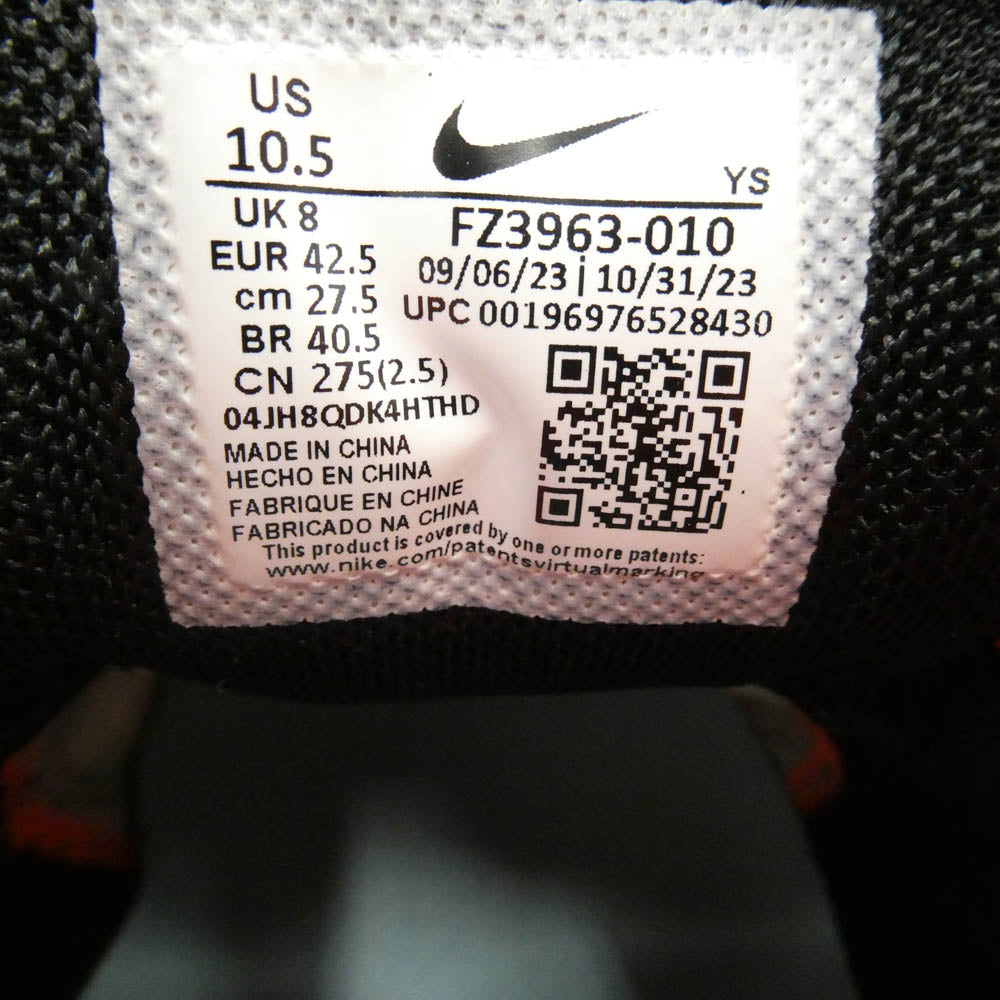 US
10.5
YS
UK 8
EUR 42.5
cm 27.5
BR 40.5
CN 275(2.5)
FZ3963-010
09/06/23 | 10/31/23
UPC 00196976528430
04JH8QDK4HTHD
MADE IN CHINA
HECHO EN CHINA
FABRIQUE EN CHINE
FABRICADO NA CHINA
This product is covered by one or more patents:
www.nike.com/patentsvirtualmarking